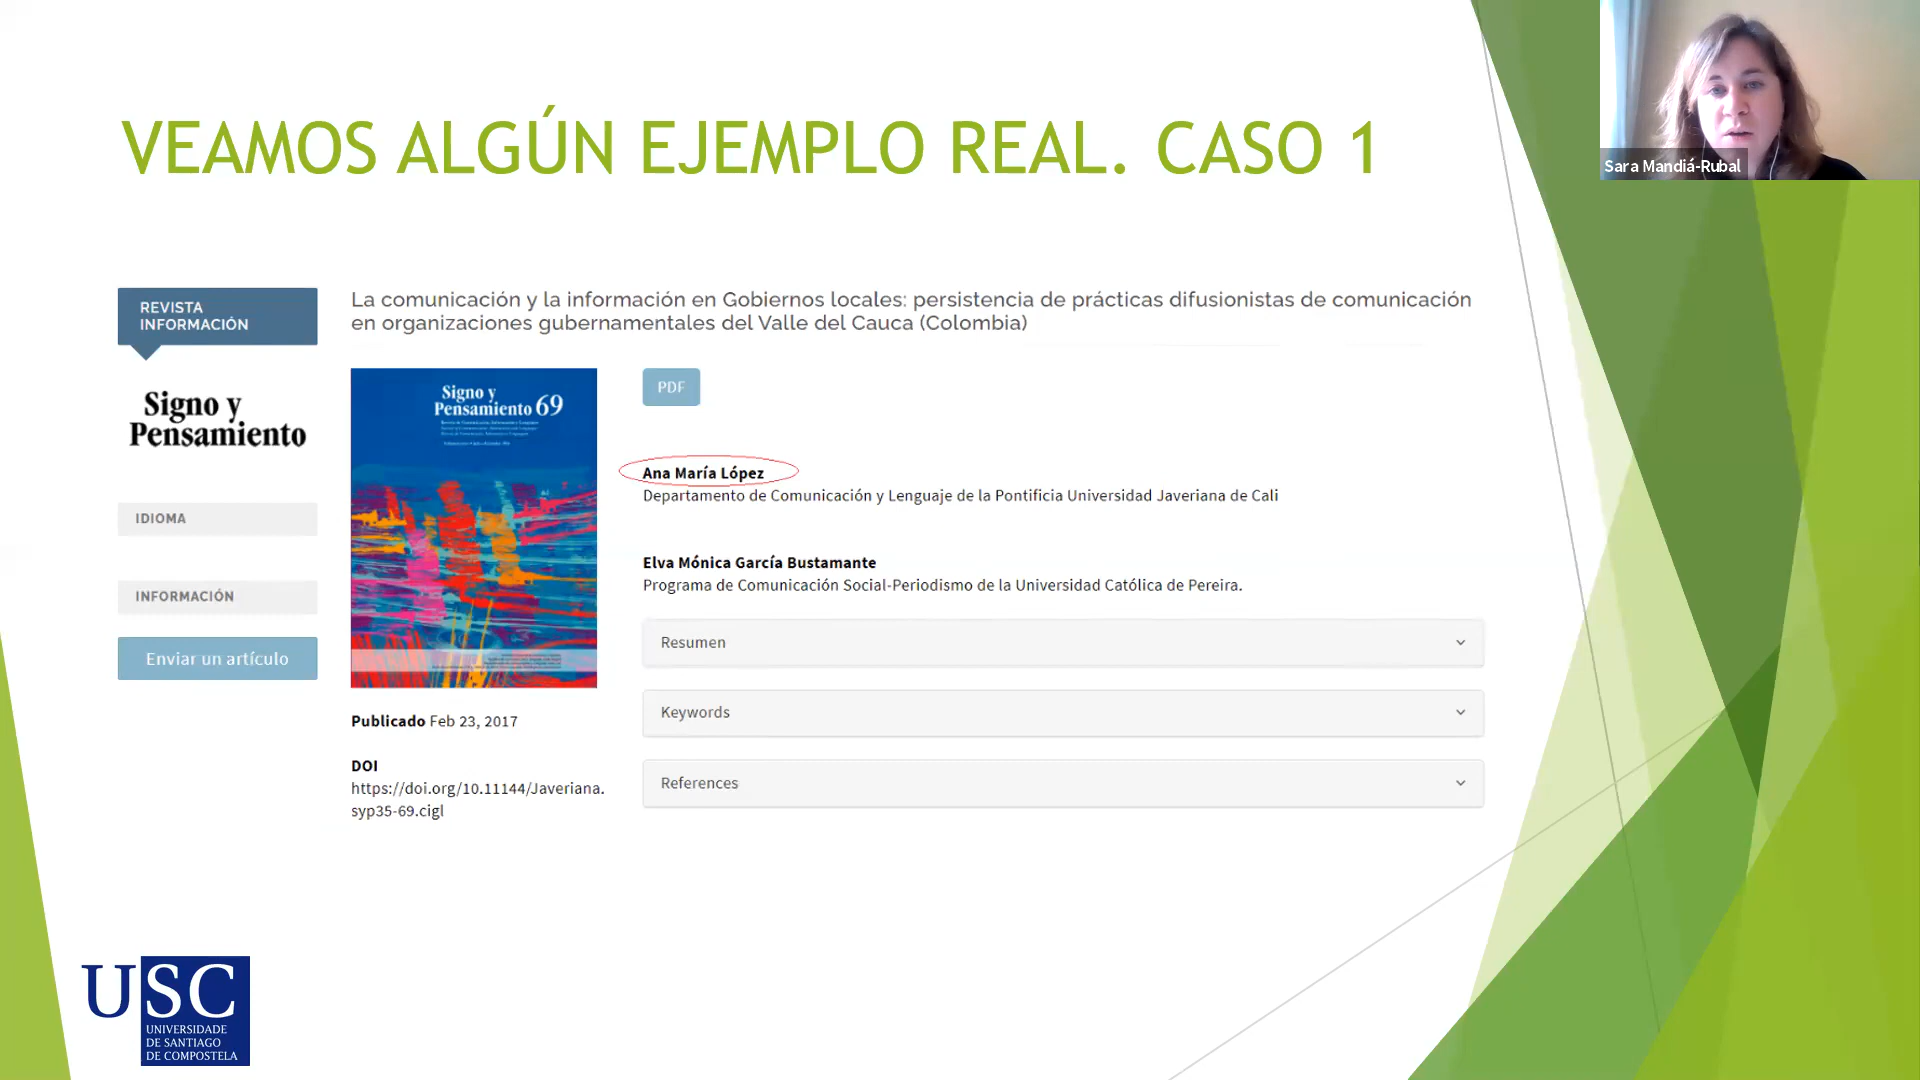 VEAMOS ALGÚN EJEMPLO REAL. CASO 1
Sara Mandiá-Rubal
REVISTA
INFORMACIÓN
Signo y
Pensamiento
IDIOMA
INFORMACIÓN
Enviar un artículo
La comunicación y la información en Gobiernos locales: persistencia de prácticas difusionistas de comunicación
en organizaciones gubernamentales del Valle del Cauca (Colombia)
Signo y
Pensamiento 69
Publicado Feb 23, 2017
DOI
https://doi.org/10.11144/Javeriana.
syp35-69.cigl
PDF
Ana María López
Departamento de Comunicación y Lenguaje de la Pontificia Universidad Javeriana de Cali
Elva Mónica García Bustamante
Programa de Comunicación Social-Periodismo de la Universidad Católica de Pereira.
Resumen
Keywords
References
USC
UNIVERSIDADE
DE SANTIAGO
DE COMPOSTELA